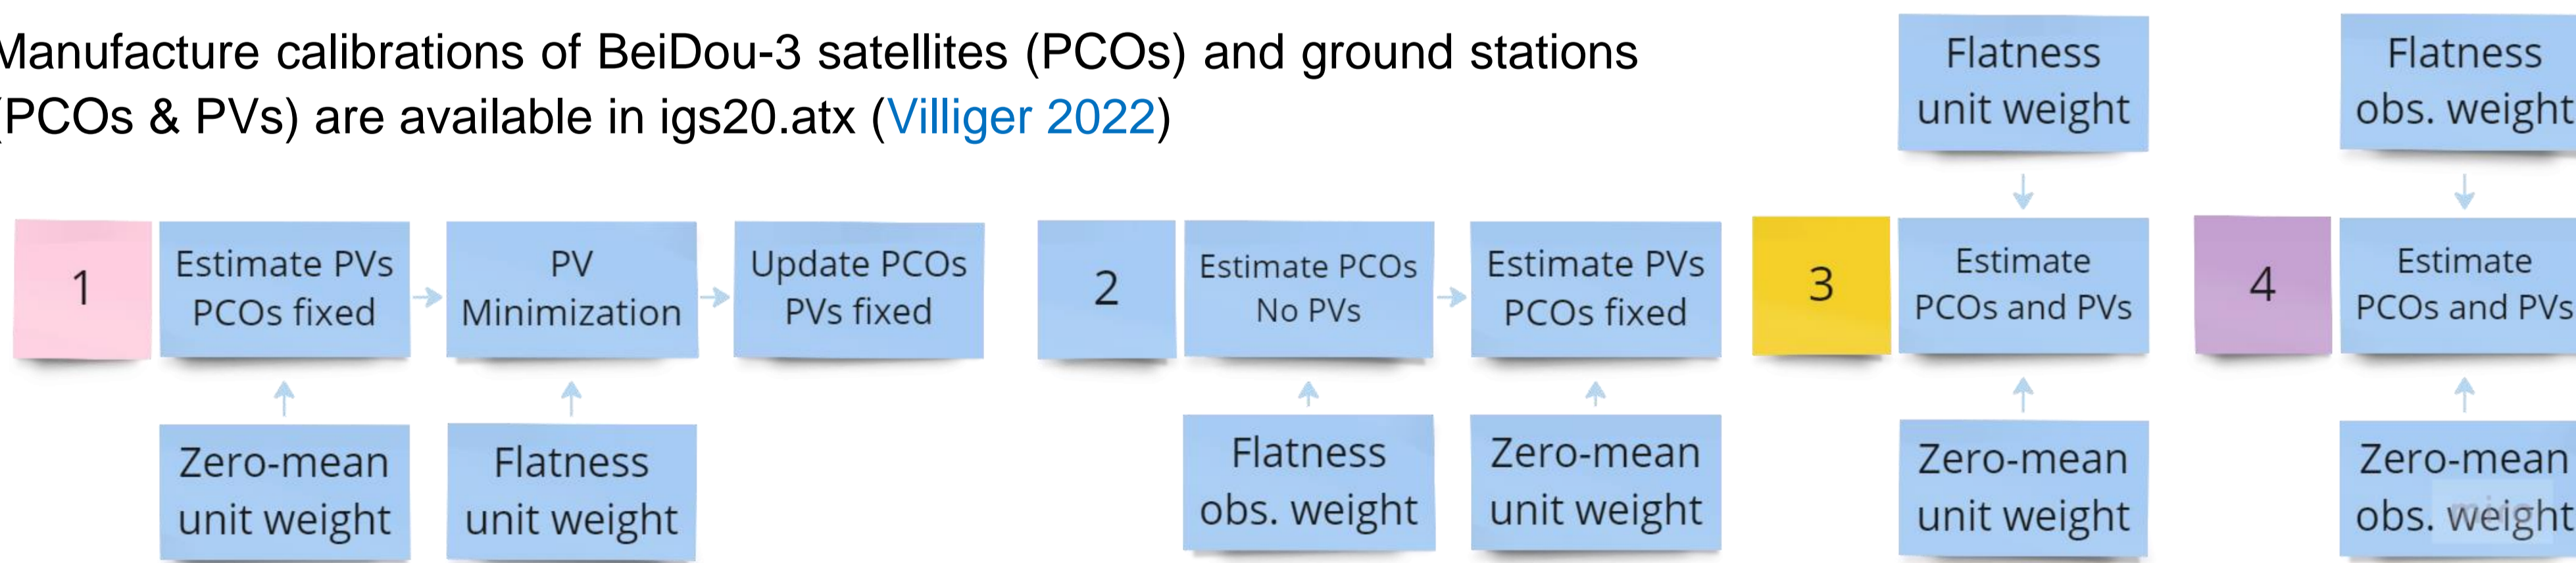 Manufacture calibrations of BeiDou-3 satellites (PCOs) and ground stations
(PCOs & PVs) are available in igs20.atx (Villiger 2022)
1
Estimate PVs
PCOs fixed
Zero-mean
unit weight
PV
Minimization
Flatness
unit weight
Update PCOs
PVs fixed
2
Estimate PCOs
No PVs
Flatness
obs. weight
Estimate PVs
PCOs fixed
Zero-mean
unit weight
3
Flatness
unit weight
Estimate
PCOs and PVs
Zero-mean
unit weight
4
Flatness
obs. weight
Estimate
PCOs and PVs
Zero-mean
obs. weight
miro